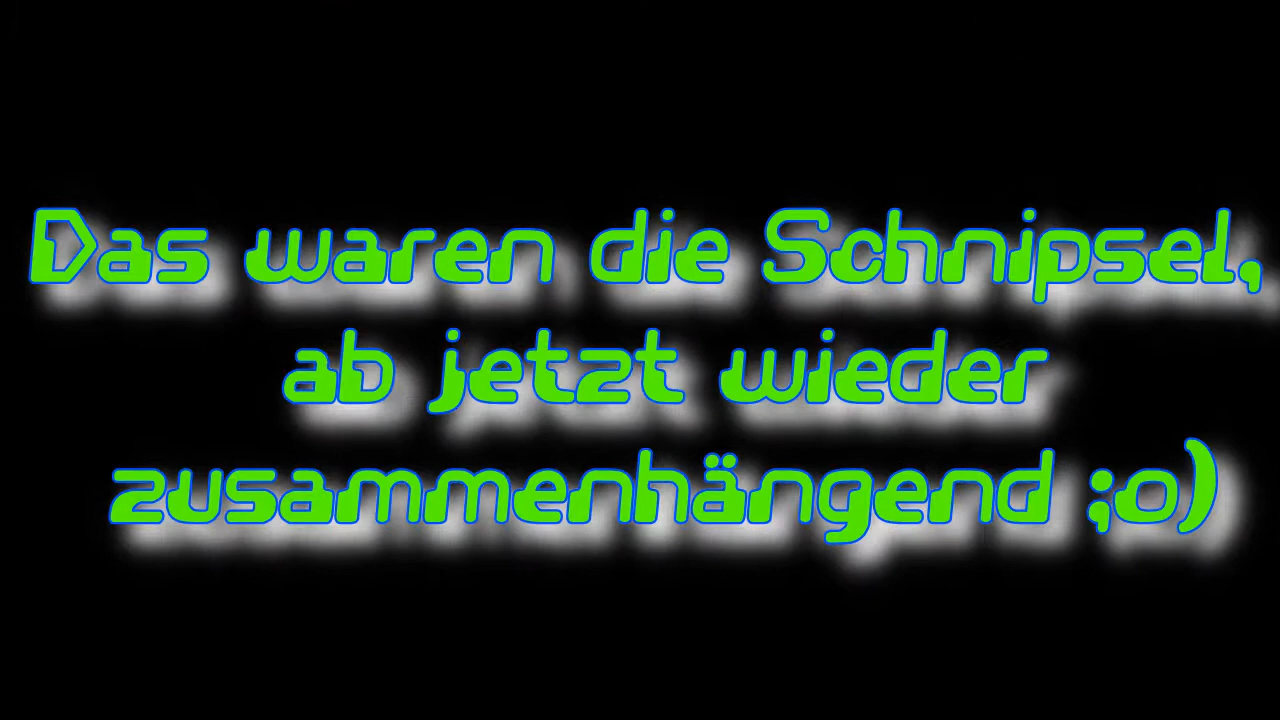 Das waren die Schnipsel,
ab jetzt wieder
zusammenhängend ;o)